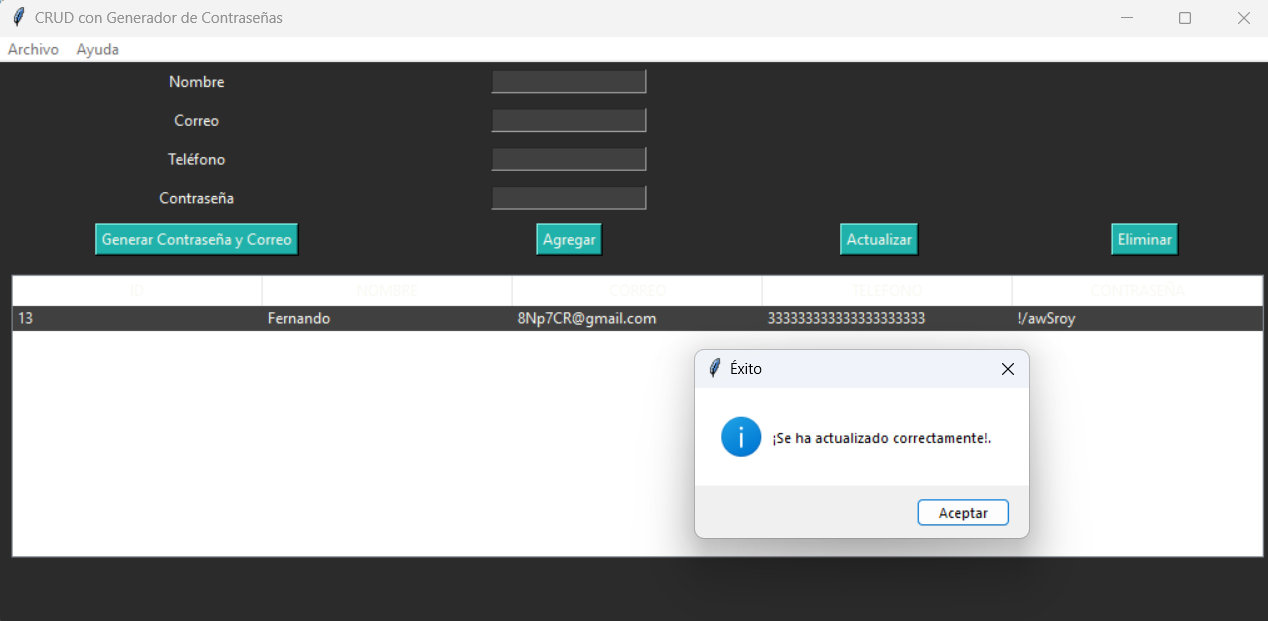 CRUD con Generador de Contraseñas
Archivo Ayuda
Nombre
Correo
Teléfono
Contraseña
Generar Contraseña y Correo Agregar Actualizar Eliminar
ID NOMBRE CORREO TELEFONO CONTRASEÑA
13 Fernando 8Np7CR@gmail.com 333333333333333333333 !/awSroy
Éxito
¡Se ha actualizado correctamente!.
Aceptar